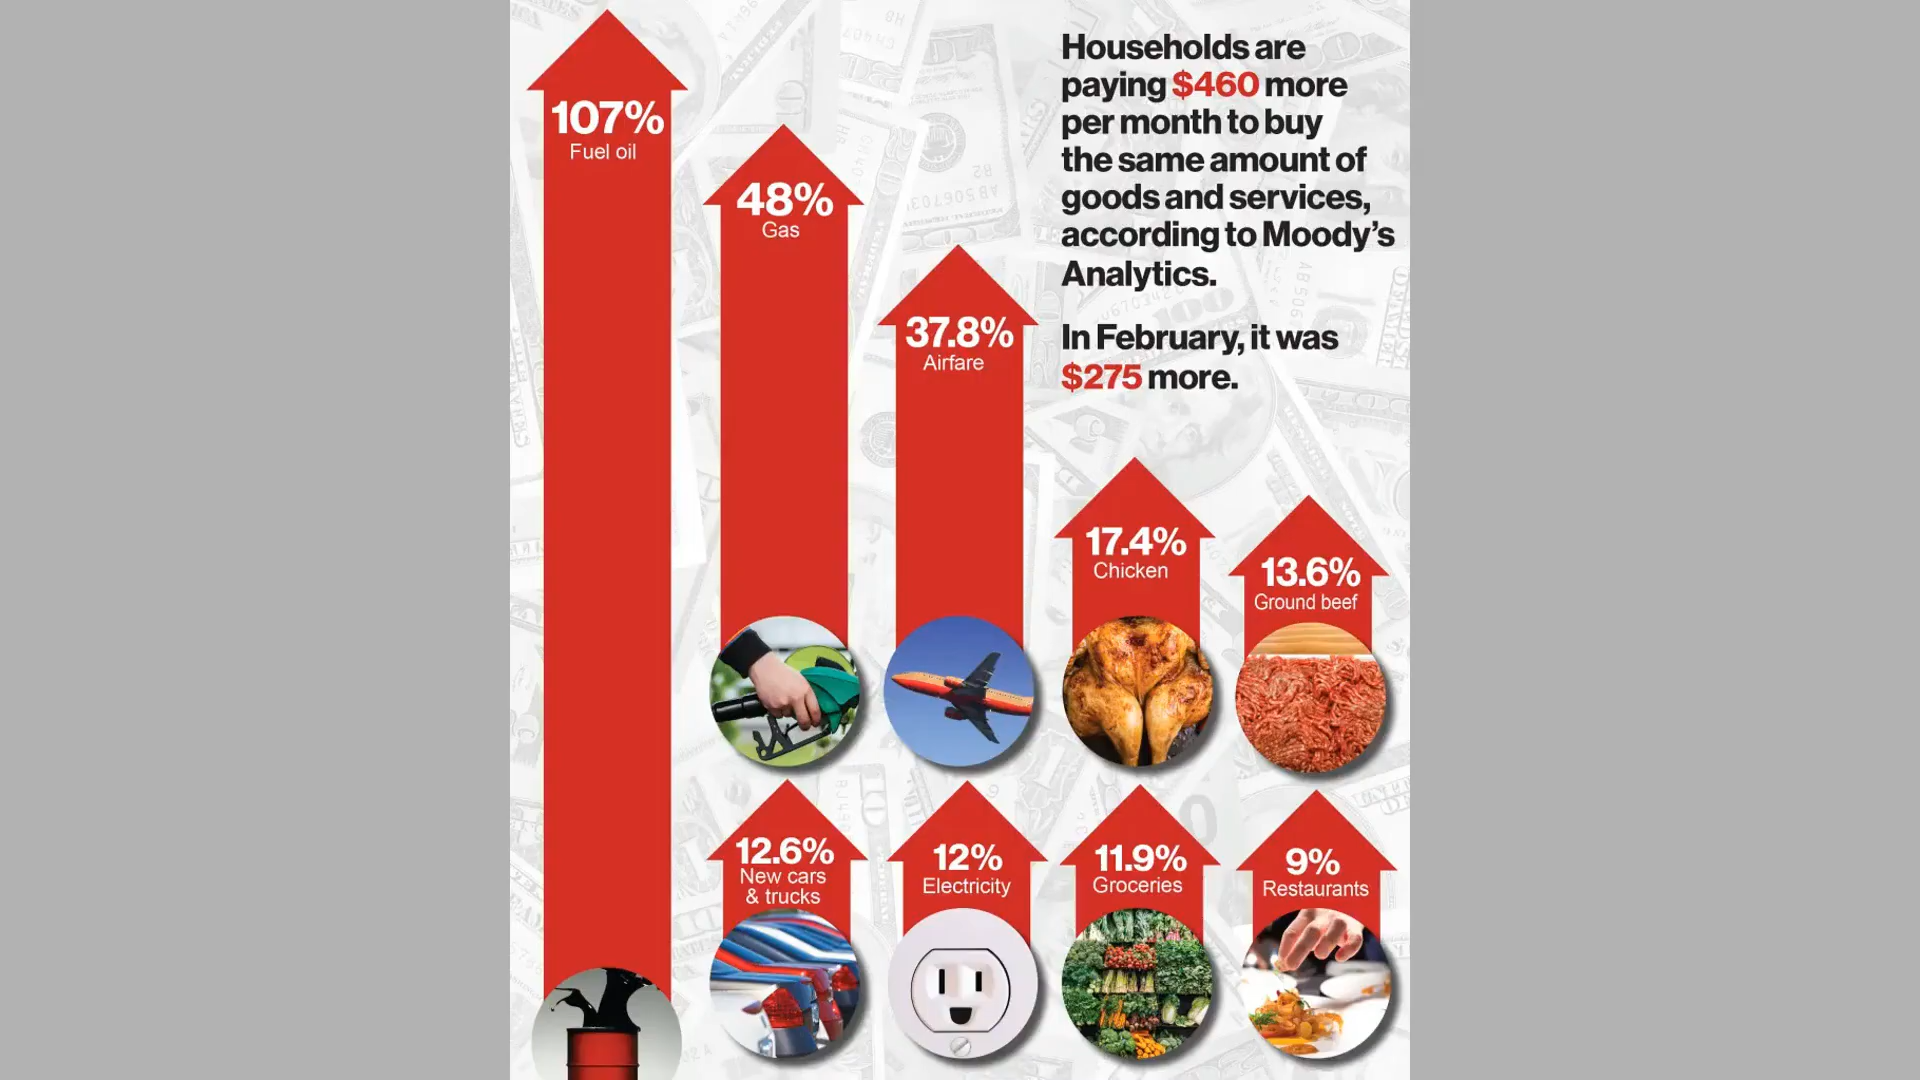 107%
Fuel oil
48%
Gas
37.8%
Airfare
Households are
paying $460 more
per month to buy
the same amount of
goods and services,
according to Moody's
Analytics.
In February, it was
$275 more.
17.4%
Chicken
13.6%
Ground beef
12.6%
New cars
& trucks
12%
Electricity
11.9%
Groceries
9%
Restaurants